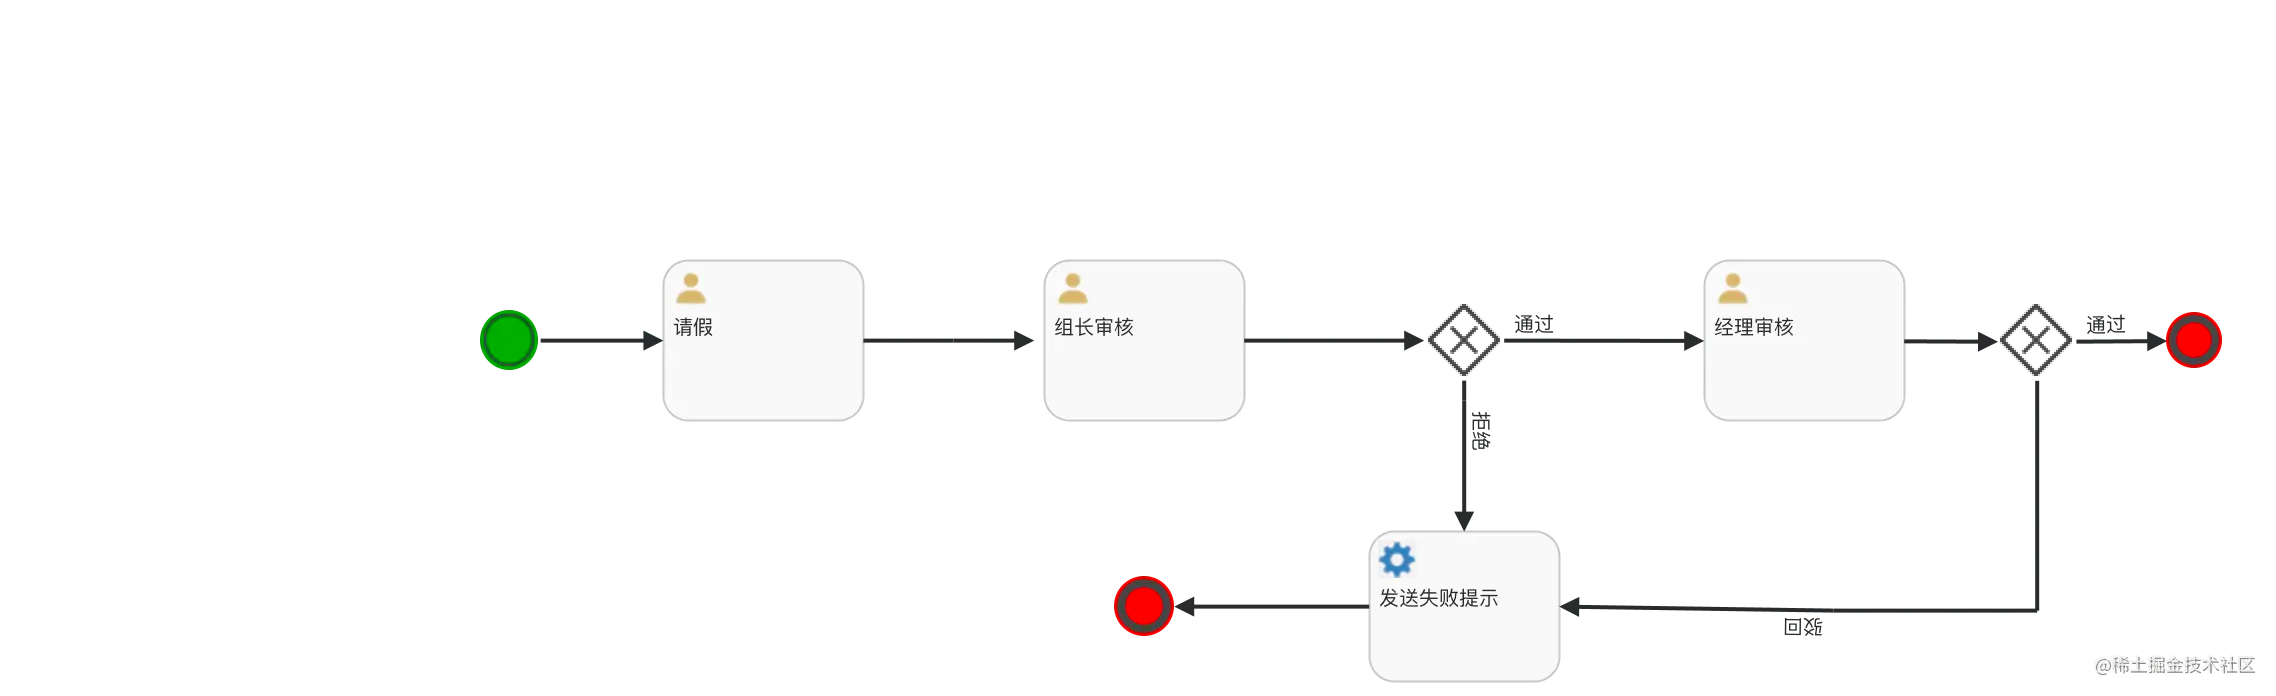 请假
组长审核
通过
经理审核
通过
拒绝
发送失败提示
驳回
@稀土掘金技术社区